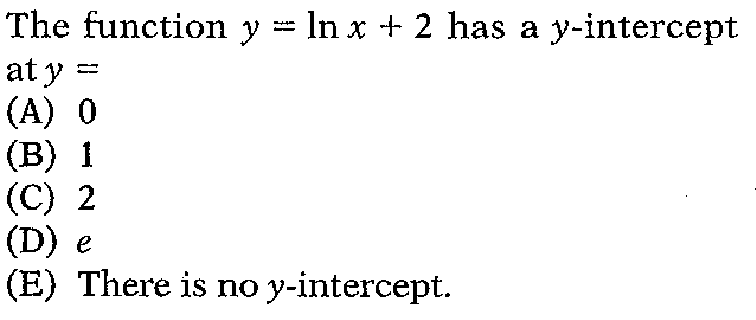 The function y = ln x + 2 has a y-intercept
at y =
(A) 0
(B) 1
(C) 2
(D) e
(E) There is no y-intercept.